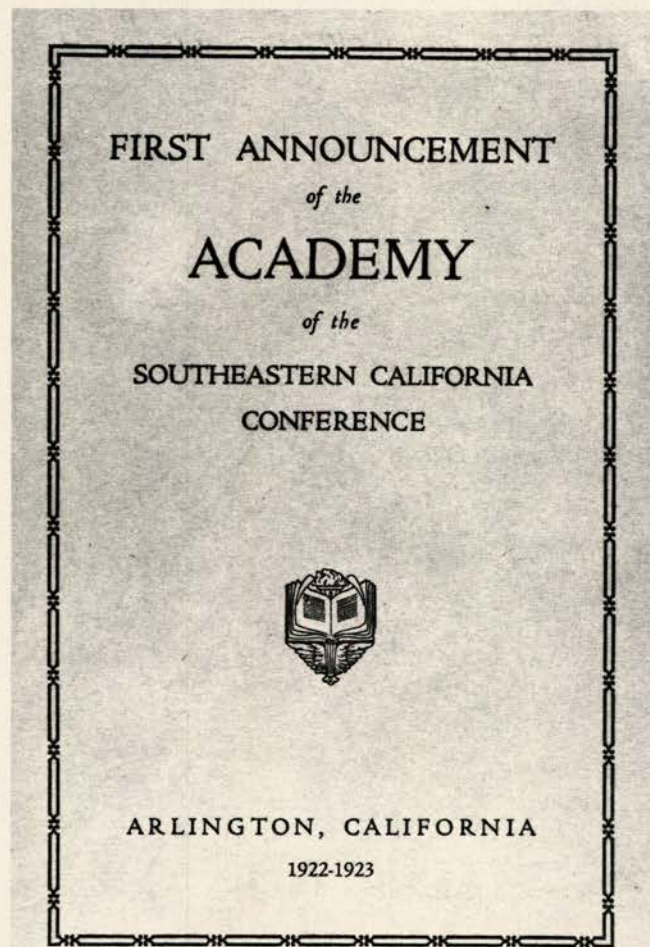 FIRST ANNOUNCEMENT
of the
ACADEMY
of the
SOUTHEASTERN CALIFORNIA
CONFERENCE
ARLINGTON, CALIFORNIA
1922-1923